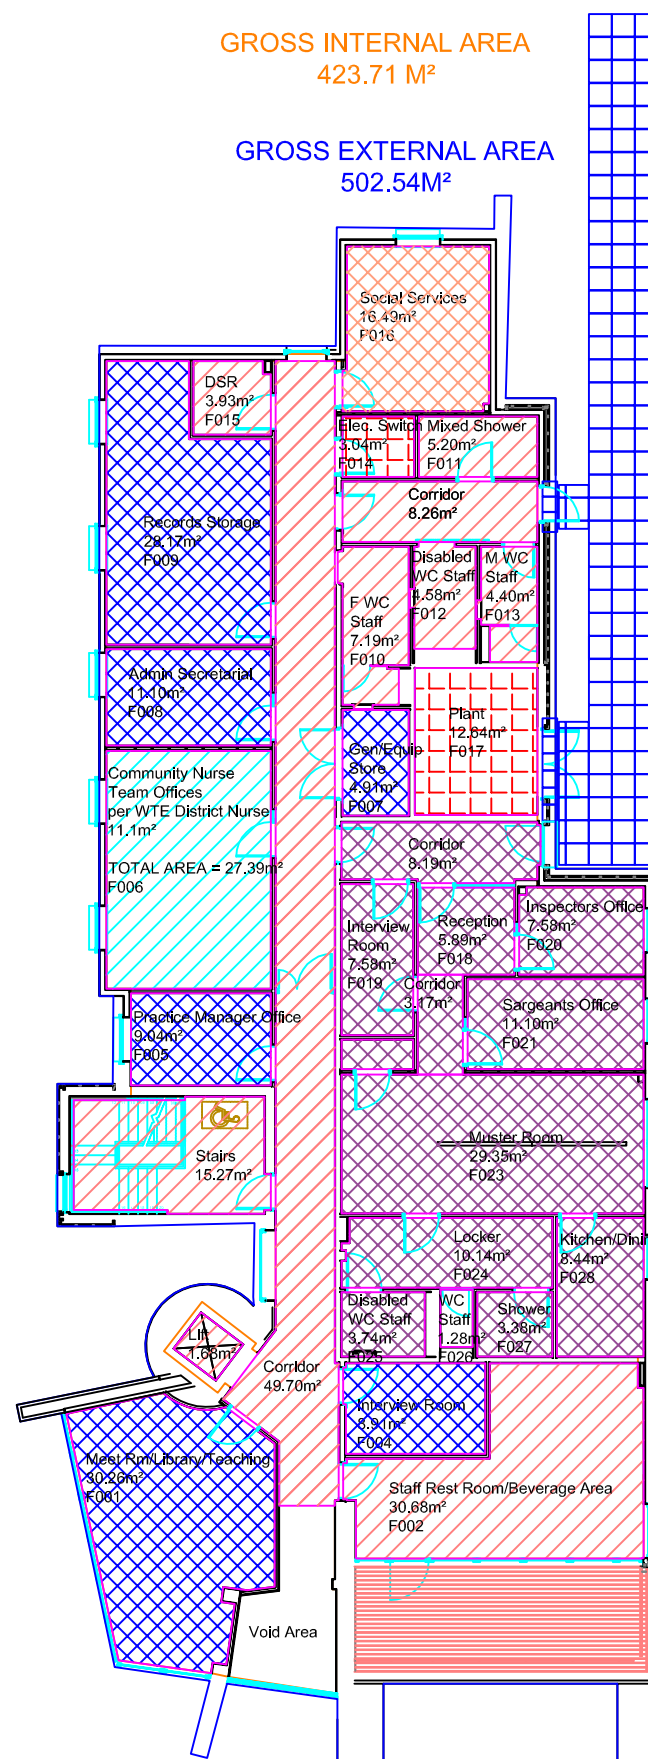 GROSS INTERNAL AREA
423.71 M²
GROSS EXTERNAL AREA
502.54M²
Social Services
16.49m²
F016
DSR
3.93m²
F015
Elec. Switch
3.04m²
F014
Mixed Shower
5.20m²
F011
Corridor
8.26m²
Records Storage
28.17m²
F009
Disabled
WC Staff
4.58m²
F012
M WC
Staff
4.40m²
F013
F WC
Staff
7.19m²
F010
Admin Secretarial
11.10m²
F008
Plant
12.64m²
F017
Gen/Equip
Store
4.91m²
F007
Community Nurse
Team Offices
per WTE District Nurse
11.1m²
TOTAL AREA = 27.39m²
F006
Corridor
8.19m²
Interview
Room
7.58m²
F019
Reception
5.89m²
F018
Inspectors Office
7.58m²
F020
Corridor
3.17m²
Sargeants Office
11.10m²
F021
Practice Manager Office
9.04m²
F005
Muster Room
29.35m²
F023
Stairs
15.27m²
Locker
10.14m²
F024
Kitchen/Dini
8.44m²
F028
Disabled
WC Staff
3.74m²
F025
WC
Staff
1.28m²
F026
Shower
3.38m²
F027
Lift
1.68m²
Corridor
49.70m²
Interview Room
8.91m²
F004
Meet Rm/Library/Teaching
30.26m²
F001
Staff Rest Room/Beverage Area
30.68m²
F002
Void Area